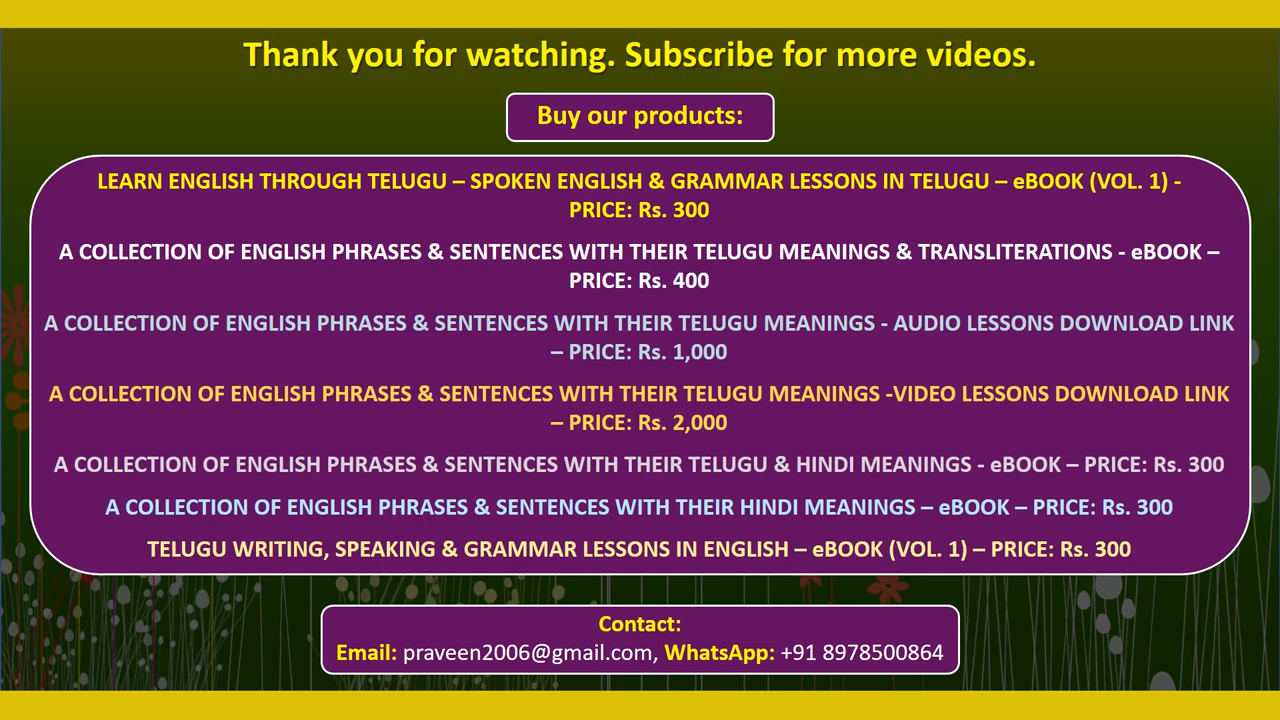 Thank you for watching. Subscribe for more videos.
Buy our products:
LEARN ENGLISH THROUGH TELUGU – SPOKEN ENGLISH & GRAMMAR LESSONS IN TELUGU – eBOOK (VOL. 1) -
PRICE: Rs. 300
A COLLECTION OF ENGLISH PHRASES & SENTENCES WITH THEIR TELUGU MEANINGS & TRANSLITERATIONS - eBOOK –
PRICE: Rs. 400
A COLLECTION OF ENGLISH PHRASES & SENTENCES WITH THEIR TELUGU MEANINGS - AUDIO LESSONS DOWNLOAD LINK
– PRICE: Rs. 1,000
A COLLECTION OF ENGLISH PHRASES & SENTENCES WITH THEIR TELUGU MEANINGS -VIDEO LESSONS DOWNLOAD LINK
– PRICE: Rs. 2,000
A COLLECTION OF ENGLISH PHRASES & SENTENCES WITH THEIR TELUGU & HINDI MEANINGS - eBOOK – PRICE: Rs. 300
A COLLECTION OF ENGLISH PHRASES & SENTENCES WITH THEIR HINDI MEANINGS – eBOOK – PRICE: Rs. 300
TELUGU WRITING, SPEAKING & GRAMMAR LESSONS IN ENGLISH – eBOOK (VOL. 1) – PRICE: Rs. 300
Contact:
Email: praveen2006@gmail.com, WhatsApp: +91 8978500864